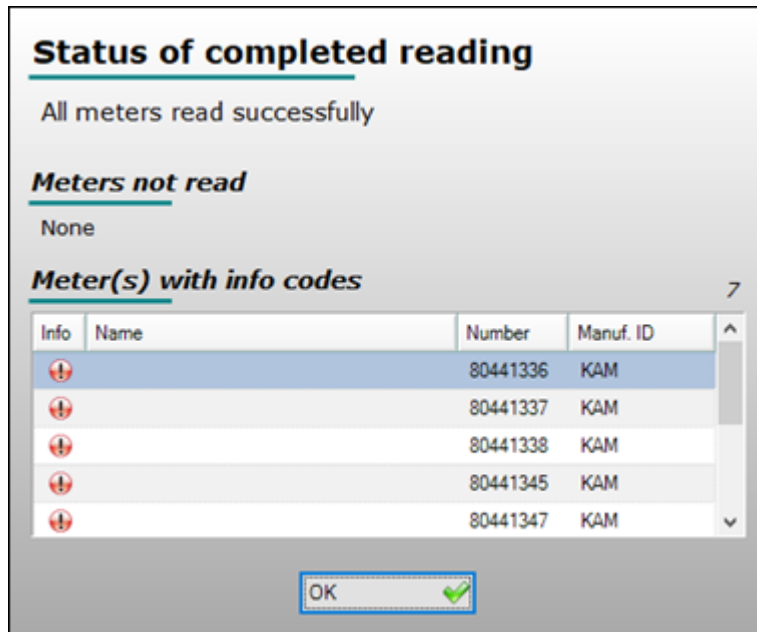 Status of completed reading
All meters read successfully
Meters not read
None
Meter(s) with info codes
7
Info Name Number Manuf. ID
80441336 KAM
80441337 KAM
80441338 KAM
80441345 KAM
80441347 KAM
OK